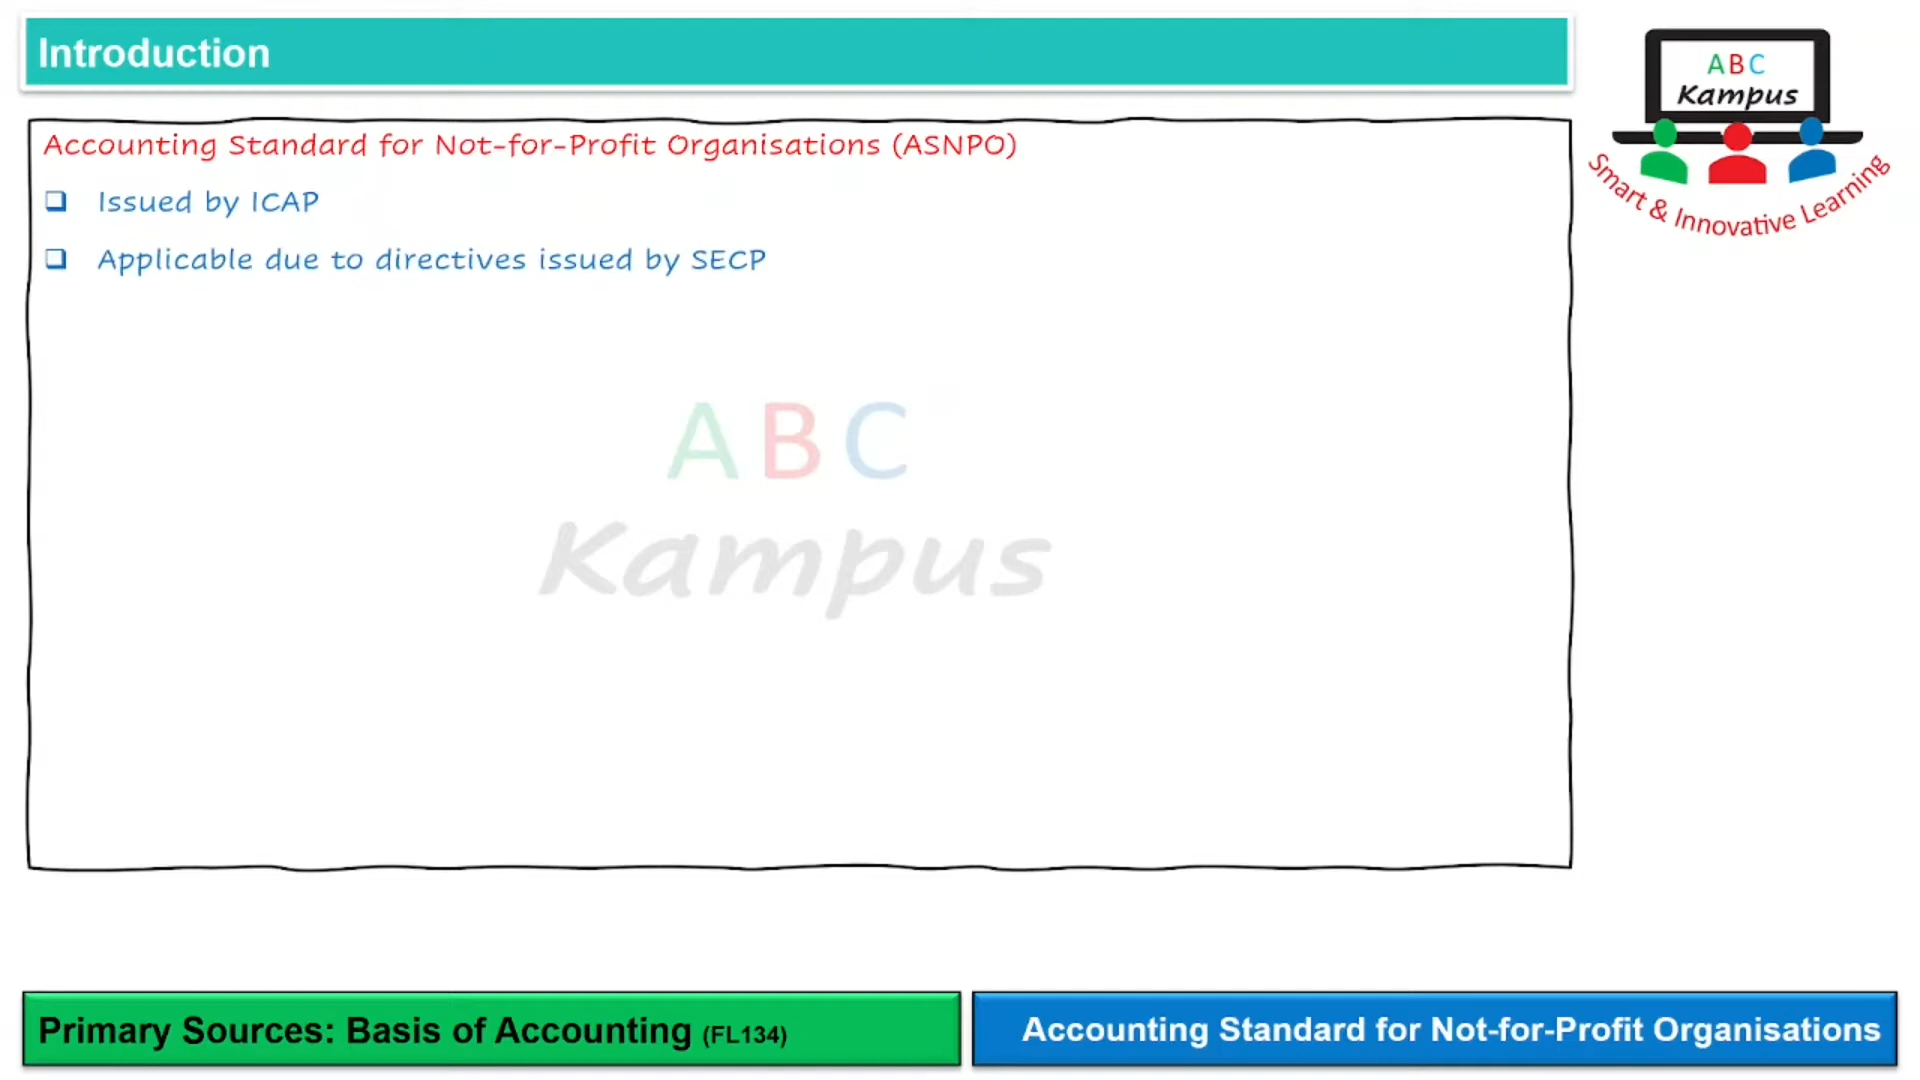 Introduction
ABC
Kampus
Smart & Innovative Learning
Accounting Standard for Not-for-Profit Organisations (ASNPO)
❑ Issued by ICAP
❑ Applicable due to directives issued by SECP
ABC
Kampus
Primary Sources: Basis of Accounting (FL134)
Accounting Standard for Not-for-Profit Organisations